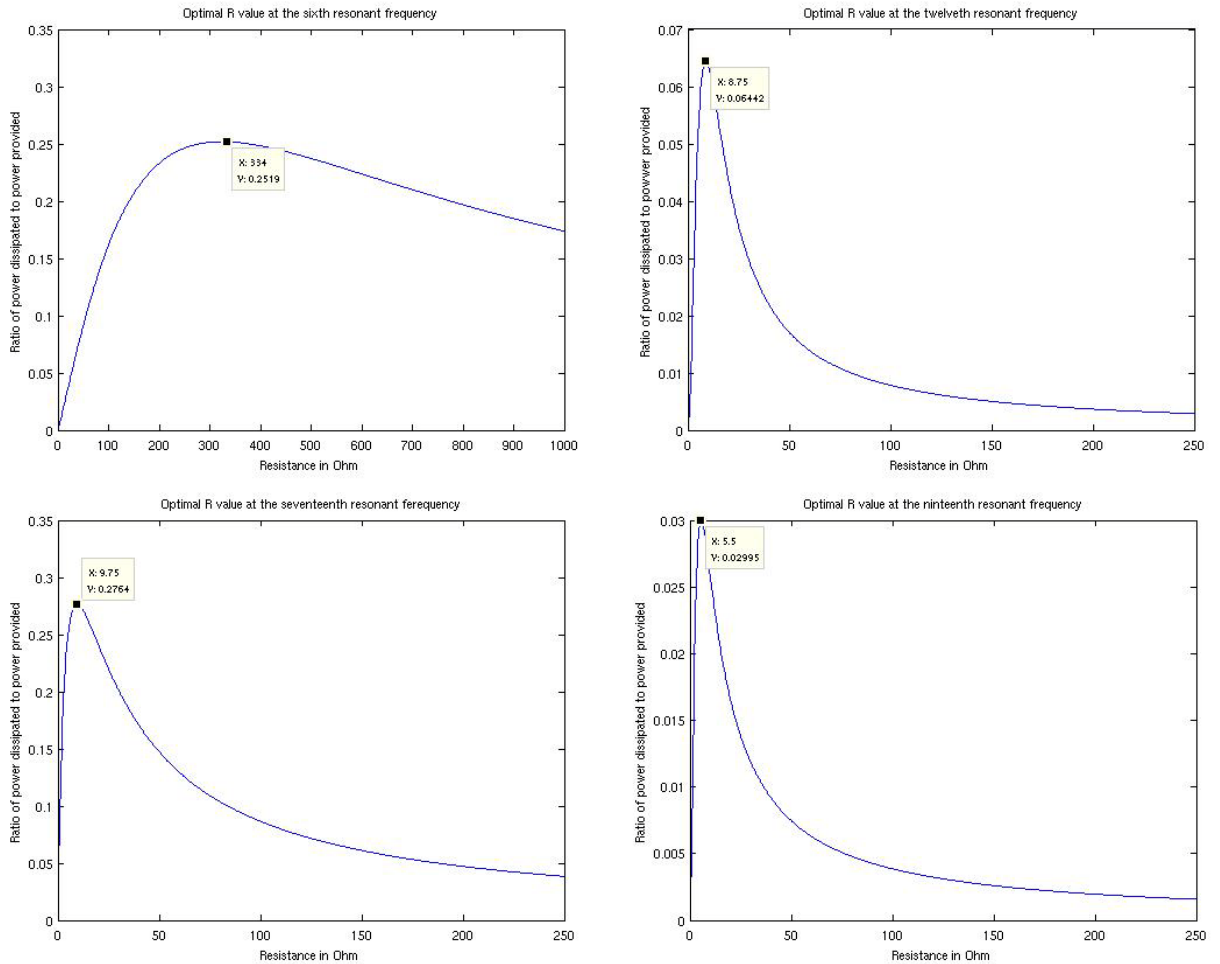 Optimal R value at the sixth resonant frequency
0.35
0.3
0.25
0.2
0.15
0.1
0.05
0
X: 334
Y: 0.2519
0 100 200 300 400 500 600 700 800 900 1000
Resistance in Ohm
Ratio of power dissipated to power provided
Optimal R value at the twelveth resonant frequency
0.07
0.06
0.05
0.04
0.03
0.02
0.01
0
X: 8.75
Y: 0.06442
0 50 100 150 200 250
Resistance in Ohm
Ratio of power dissipated to powwer provided
Optimal R value at the seventeenth resonant ferequency
0.35
0.3
0.25
0.2
0.15
0.1
0.05
0
X: 9.75
Y: 0.2764
0 50 100 150 200 250
Resistance in Ohm
Ratio of power dissipated to power provided
Optimal R value at the ninteenth resonant frequency
0.03
0.025
0.02
0.015
0.01
0.005
0
X: 5.5
Y: 0.02995
0 50 100 150 200 250
Resistance in Ohm
Ratio of power dissipated to power provided